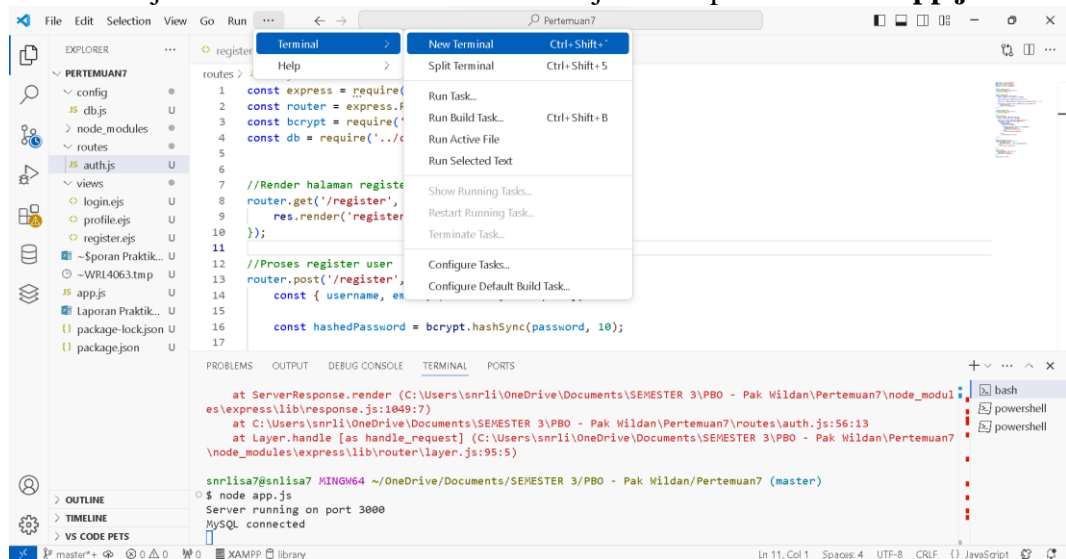 File Edit Selection View Go Run ··· ← → Pertemuan7
EXPLORER ···
Terminal >
Help >
New Terminal Ctrl+Shift+`
Split Terminal Ctrl+Shift+5
Run Task...
Run Build Task... Ctrl+Shift+B
Run Active File
Run Selected Text
Show Running Tasks...
Restart Running Task...
Terminate Task...
Configure Tasks...
Configure Default Build Task...
PERTEMUAN7
config
JS db.js U
node_modules
routes
JS auth.js U
views
login.ejs U
profile.ejs U
register.ejs U
~$poran Praktik... U
~WRL4063.tmp U
JS app.js U
Laporan Praktik... U
{} package-lock.json U
{} package.json U
OUTLINE
TIMELINE
VS CODE PETS
register
routes >
1 const express = require(
2 const router = express.
3 const bcrypt = require('
4 const db = require('../
5
6
7 //Render halaman registe
8 router.get('/register',
9 res.render('register
10 });
11
12 //Proses register user
13 router.post('/register',
14 const { username,
15
16 const hashedPassword = bcrypt.hashSync(password, 10);
17
PROBLEMS OUTPUT DEBUG CONSOLE TERMINAL PORTS
at ServerResponse.render (C:\Users\snrli\OneDrive\Documents\SEMESTER 3\PBO - Pak Wildan\Pertemuan7\node_modul
es\express\lib\response.js:1049:7)
at C:\Users\snrli\OneDrive\Documents\SEMESTER 3\PBO - Pak Wildan\Pertemuan7\routes\auth.js:56:13
at Layer.handle [as handle_request] (C:\Users\snrli\OneDrive\Documents\SEMESTER 3\PBO - Pak Wildan\Pertemuan7
\node_modules\express\lib\router\layer.js:95:5)
snrlisa7@snlisa7 MINGW64 ~/OneDrive/Documents/SEMESTER 3/PBO - Pak Wildan/Pertemuan7 (master)
$ node app.js
Server running on port 3000
MySQL connected
bash
powershell
powershell
master*+ 0 0 0 XAMPP library Ln 11, Col 1 Spaces: 4 UTF-8 CRLF {} JavaScript